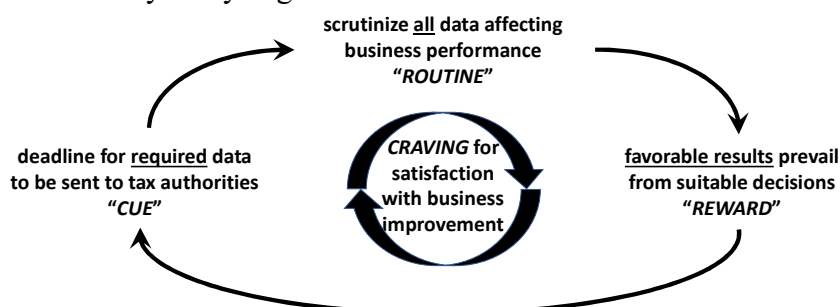 scrutinize all data affecting
business performance
“ROUTINE”
deadline for required data
to be sent to tax authorities
“CUE”
CRAVING for
satisfaction
with business
improvement
favorable results prevail
from suitable decisions
“REWARD”